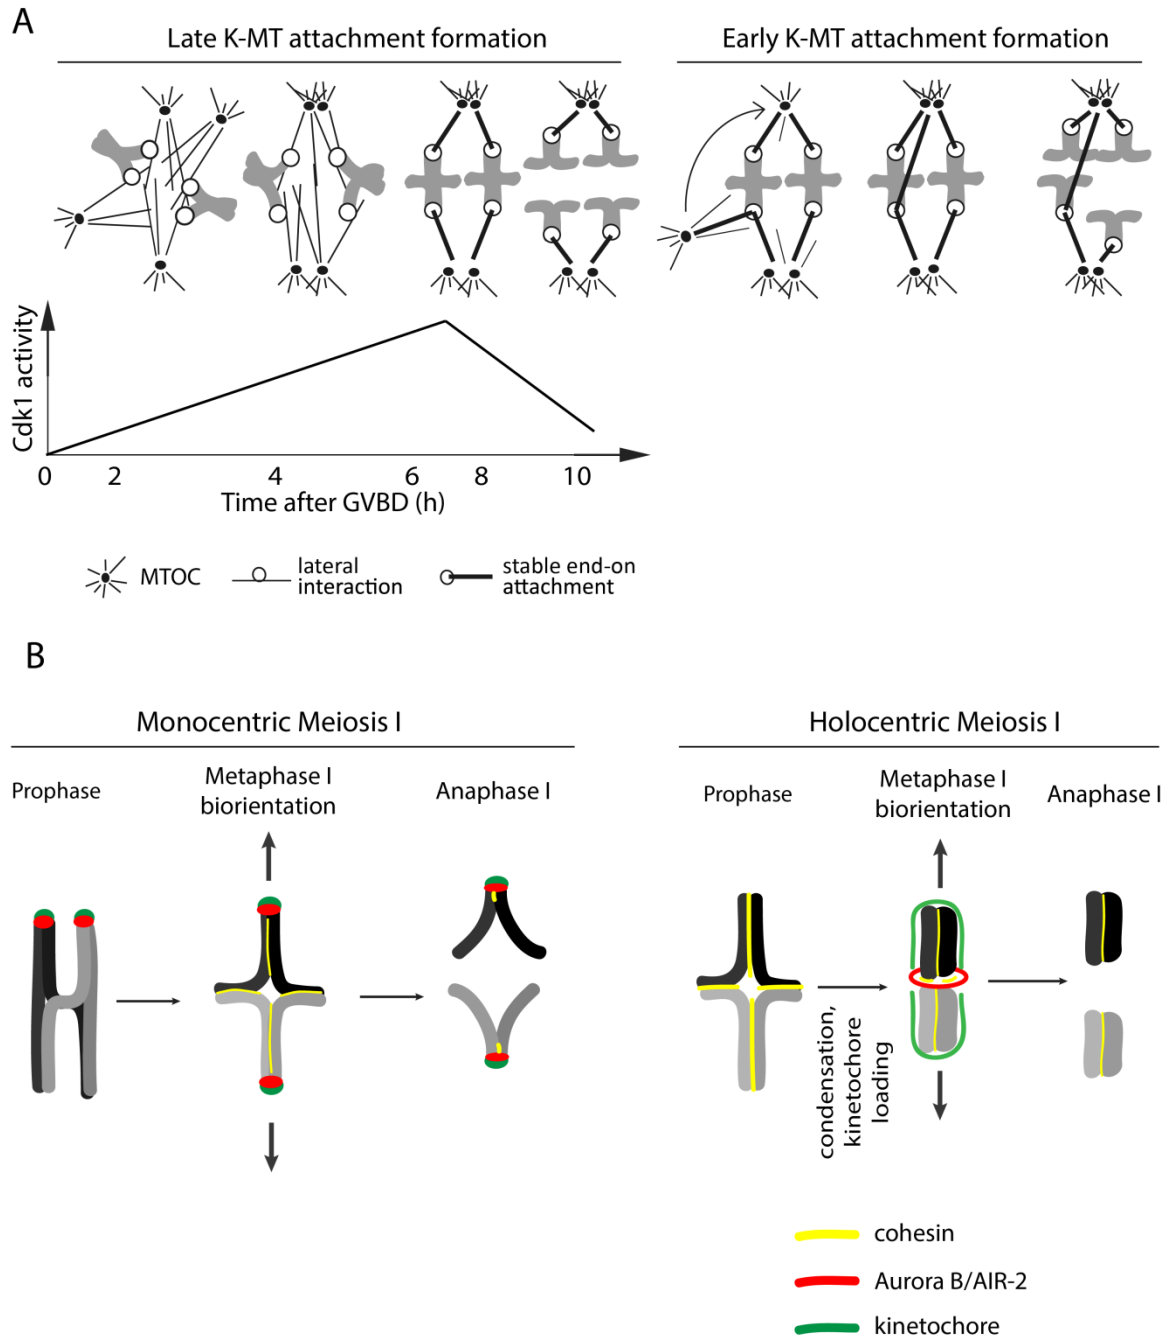 A
Late K-MT attachment formation
Early K-MT attachment formation
Cdk1 activity
0
2
4
6
8
10
Time after GVBD (h)
MTOC
lateral
interaction
stable end-on
attachment
B
Monocentric Meiosis I
Holocentric Meiosis I
Prophase
Metaphase I
biorientation
Anaphase I
Prophase
Metaphase I
biorientation
Anaphase I
condensation,
kinetochore
loading
cohesin
Aurora B/AIR-2
kinetochore